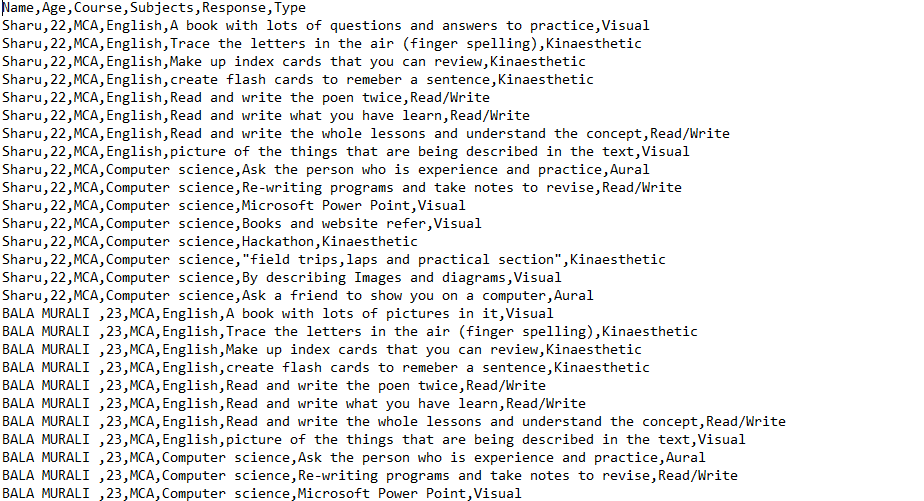 Name,Age,Course,Subjects,Response,Type
Sharu,22,MCA,English,A book with lots of questions and answers to practice,Visual
Sharu,22,MCA,English,Trace the letters in the air (finger spelling),Kinaesthetic
Sharu,22,MCA,English,Make up index cards that you can review,Kinaesthetic
Sharu,22,MCA,English,create flash cards to remeber a sentence,Kinaesthetic
Sharu,22,MCA,English,Read and write the poen twice,Read/Write
Sharu,22,MCA,English,Read and write what you have learn,Read/Write
Sharu,22,MCA,English,Read and write the whole lessons and understand the concept,Read/Write
Sharu,22,MCA,English,picture of the things that are being described in the text,Visual
Sharu,22,MCA,Computer science,Ask the person who is experience and practice,Aural
Sharu,22,MCA,Computer science,Re-writing programs and take notes to revise,Read/Write
Sharu,22,MCA,Computer science,Microsoft Power Point,Visual
Sharu,22,MCA,Computer science,Books and website refer,Visual
Sharu,22,MCA,Computer science,Hackathon,Kinaesthetic
Sharu,22,MCA,Computer science,"field trips,laps and practical section",Kinaesthetic
Sharu,22,MCA,Computer science,By describing Images and diagrams,Visual
Sharu,22,MCA,Computer science,Ask a friend to show you on a computer,Aural
BALA MURALI ,23,MCA,English,A book with lots of pictures in it,Visual
BALA MURALI ,23,MCA,English,Trace the letters in the air (finger spelling),Kinaesthetic
BALA MURALI ,23,MCA,English,Make up index cards that you can review,Kinaesthetic
BALA MURALI ,23,MCA,English,create flash cards to remeber a sentence,Kinaesthetic
BALA MURALI ,23,MCA,English,Read and write the poen twice,Read/Write
BALA MURALI ,23,MCA,English,Read and write what you have learn,Read/Write
BALA MURALI ,23,MCA,English,Read and write the whole lessons and understand the concept,Read/Write
BALA MURALI ,23,MCA,English,picture of the things that are being described in the text,Visual
BALA MURALI ,23,MCA,Computer science,Ask the person who is experience and practice,Aural
BALA MURALI ,23,MCA,Computer science,Re-writing programs and take notes to revise,Read/Write
BALA MURALI ,23,MCA,Computer science,Microsoft Power Point,Visual